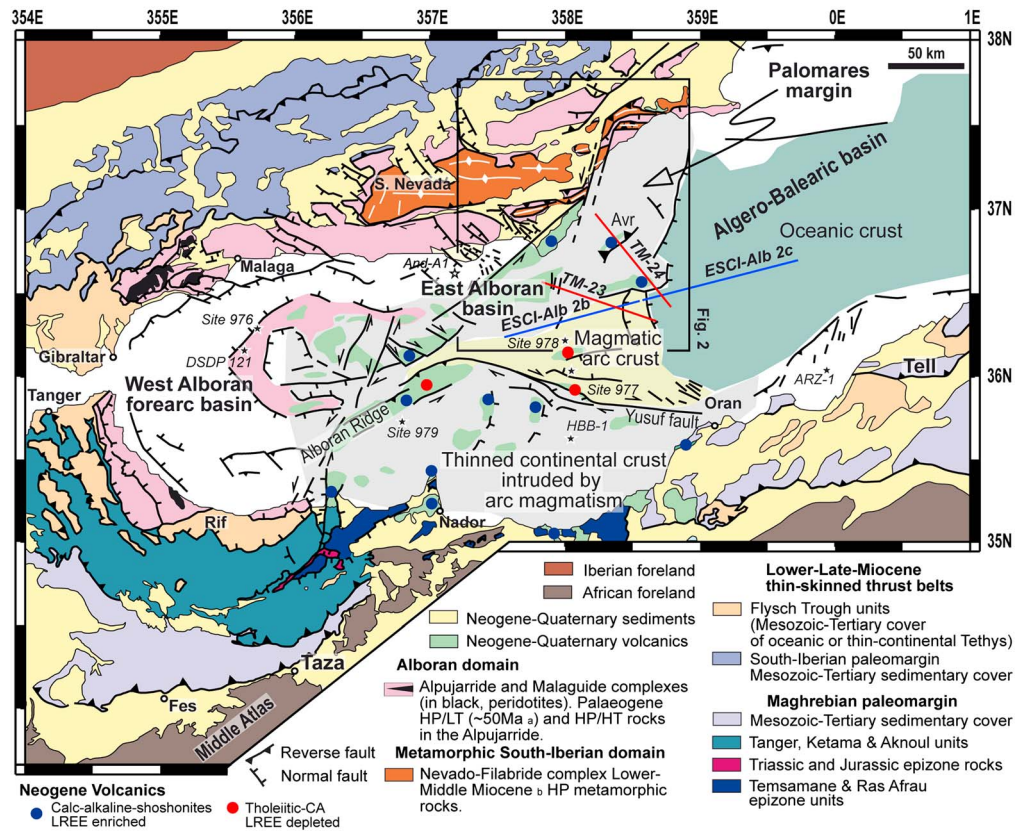 354E 355E 356E 357E 358E 359E 0E 1E
38N
50 km
Palomares
margin
S. Nevada
Algero-Balearic basin
37N
Avr
Oceanic crust
Malaga
And-A1
TM-24
ESCI-Alb 2c
East Alboran
basin
TM-23
ESCI-Alb 2b
Site 976
Fig. 2
Site 978
Magmatic
arc crust
Gibraltar
DSDP 121
Tell
West Alboran
forearc basin
ARZ-1
36N
Tanger
Site 977
Oran
Yusuf fault
Alboran Ridge
Site 979
HBB-1
Thinned continental crust
intruded by
arc magmatism
Rif
Nador
35N
Taza
Fes
Middle Atlas
Reverse fault
Normal fault
Neogene Volcanics
Calc-alkaline-shoshonites
LREE enriched
Tholeiitic-CA
LREE depleted
Iberian foreland
African foreland
Neogene-Quaternary sediments
Neogene-Quaternary volcanics
Alboran domain
Alpujarride and Malaguide complexes
(in black, peridotites). Palaeogene
HP/LT (~50Ma a) and HP/HT rocks
in the Alpujarride.
Metamorphic South-Iberian domain
Nevado-Filabride complex Lower-
Middle Miocene b HP metamorphic
rocks.
Lower-Late-Miocene
thin-skinned thrust belts
Flysch Trough units
(Mesozoic-Tertiary cover
of oceanic or thin-continental Tethys)
South-Iberian paleomargin
Mesozoic-Tertiary sedimentary cover
Maghrebian paleomargin
Mesozoic-Tertiary sedimentary cover
Tanger, Ketama & Aknoul units
Triassic and Jurassic epizone rocks
Temsamane & Ras Afrau
epizone units